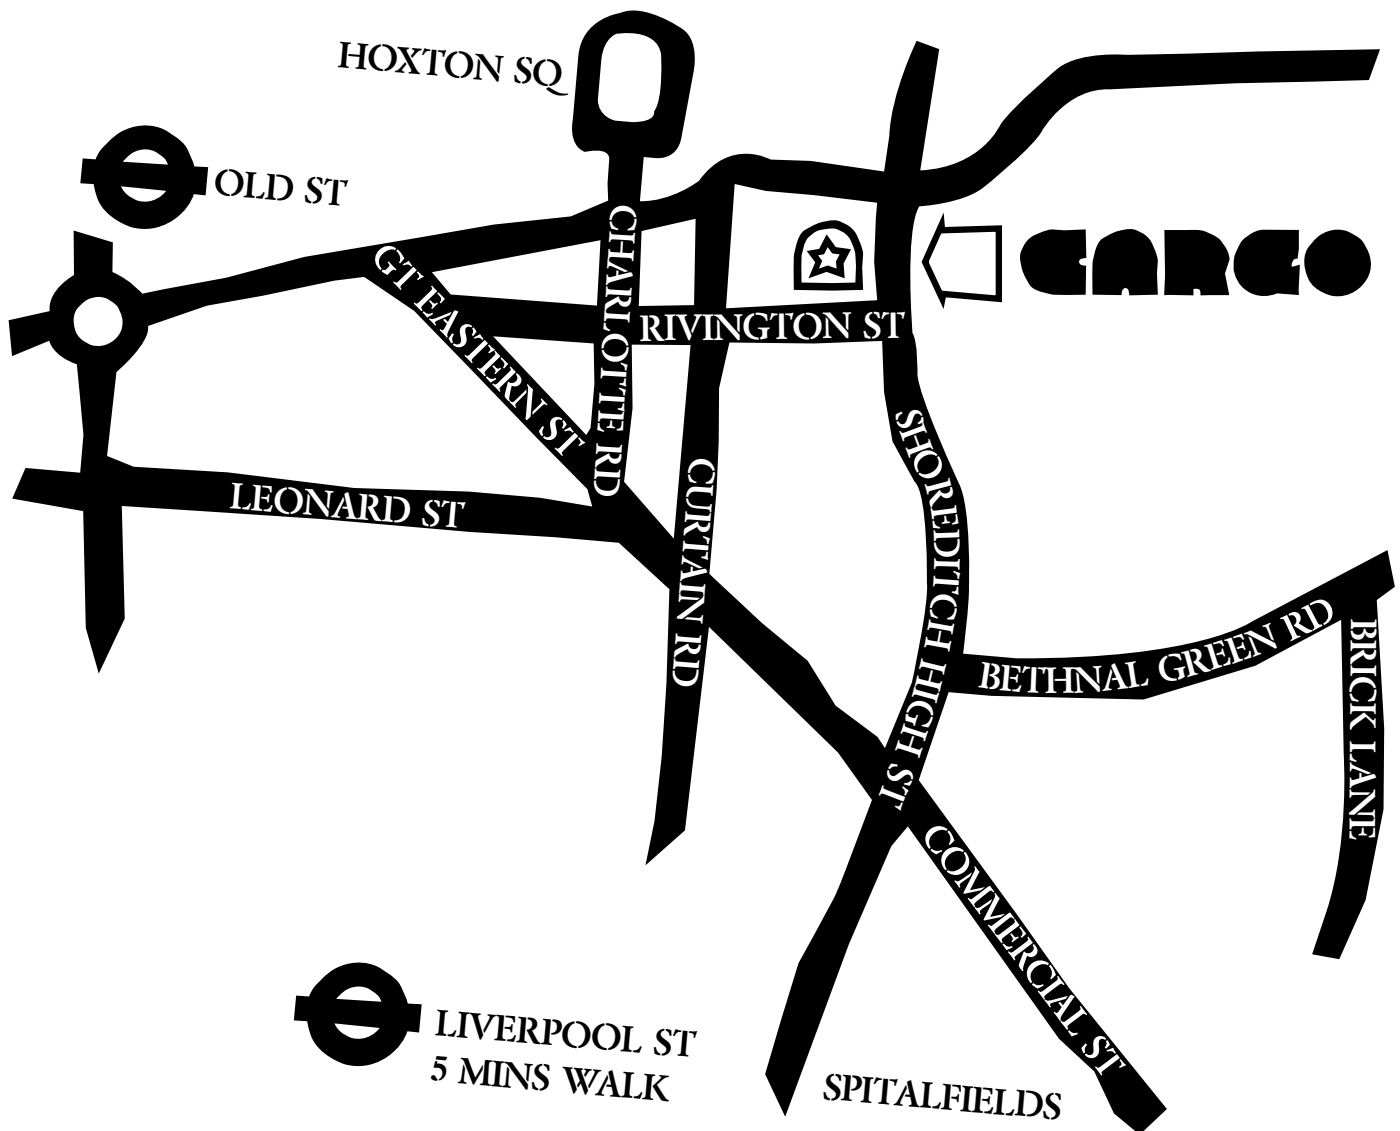 HOXTON SQ
OLD ST
CHARLOTTE RD
GT EASTERN ST
CARGO
RIVINGTON ST
LEONARD ST
CURTAIN RD
SHOREDITCH HIGH ST
BETHNAL GREEN RD
BRICK LANE
COMMERCIAL ST
LIVERPOOL ST
5 MINS WALK
SPITALFIELDS